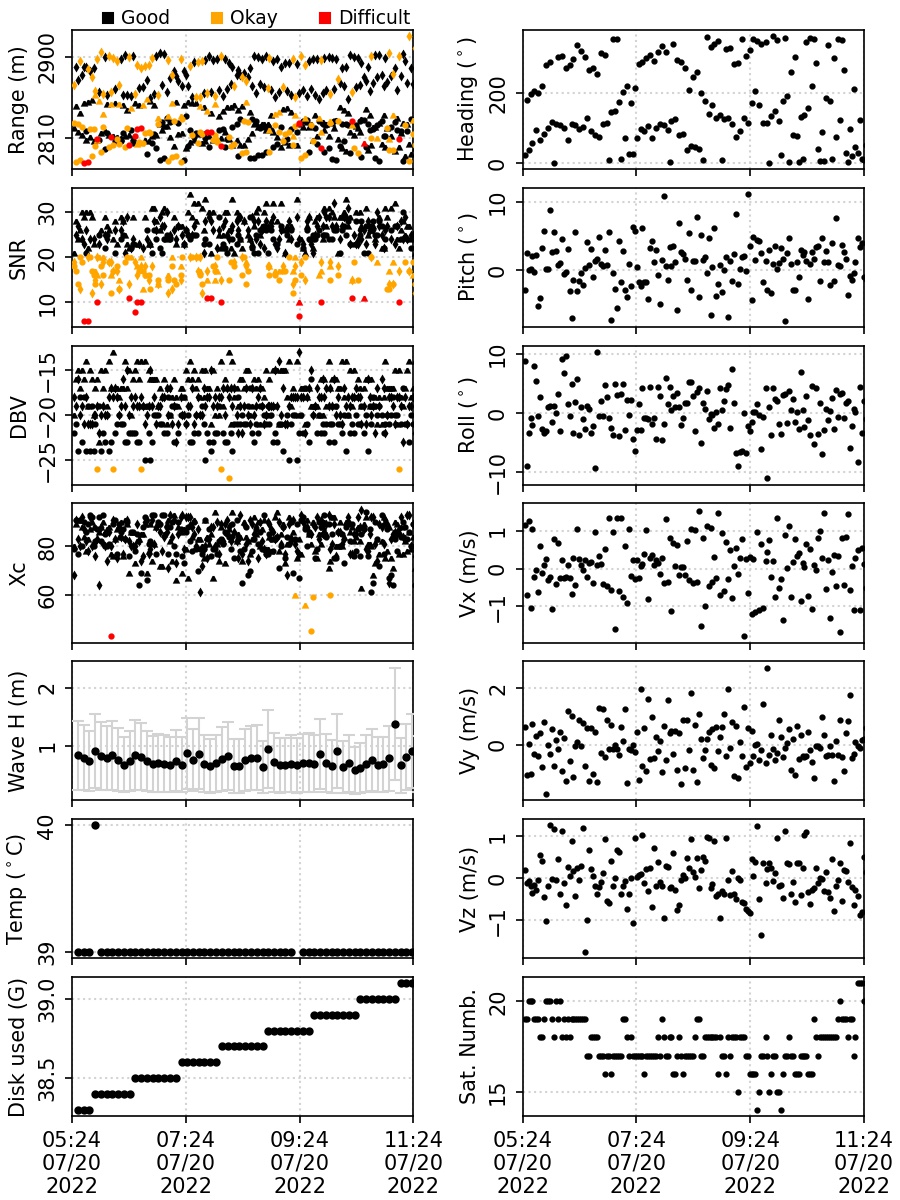 Good Okay Difficult
Range (m)
2900
2810
Heading (°)
200
0
SNR
30
20
10
Pitch (°)
10
0
DBV
−15
−20
−25
Roll (°)
10
0
−10
Xc
80
60
Vx (m/s)
1
0
−1
Wave H (m)
2
1
Vy (m/s)
2
0
Temp (°C)
40
39
Vz (m/s)
1
0
−1
Disk used (G)
39.0
38.5
Sat. Numb.
20
15
05:24 07:24 09:24 11:24
07/20 07/20 07/20 07/20
2022 2022 2022 2022
05:24 07:24 09:24 11:24
07/20 07/20 07/20 07/20
2022 2022 2022 2022